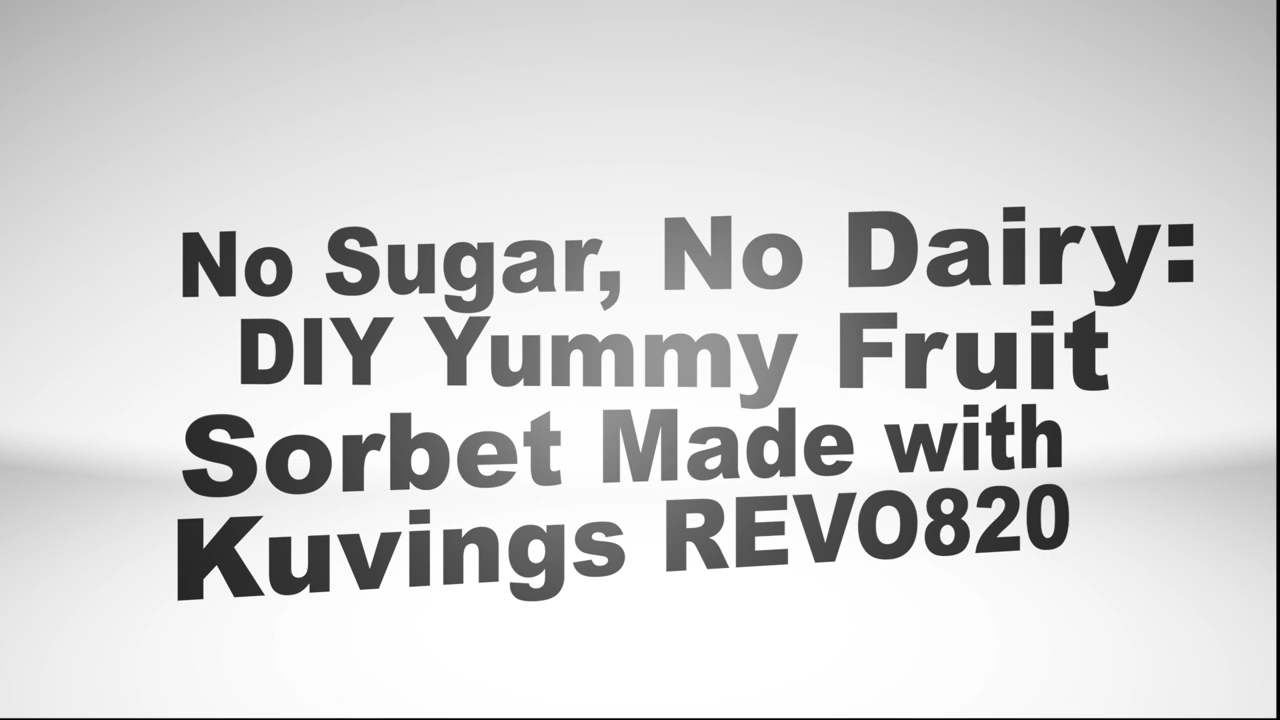 No Sugar, No Dairy:
DIY Yummy Fruit
Sorbet Made with
Kuvings REVO820